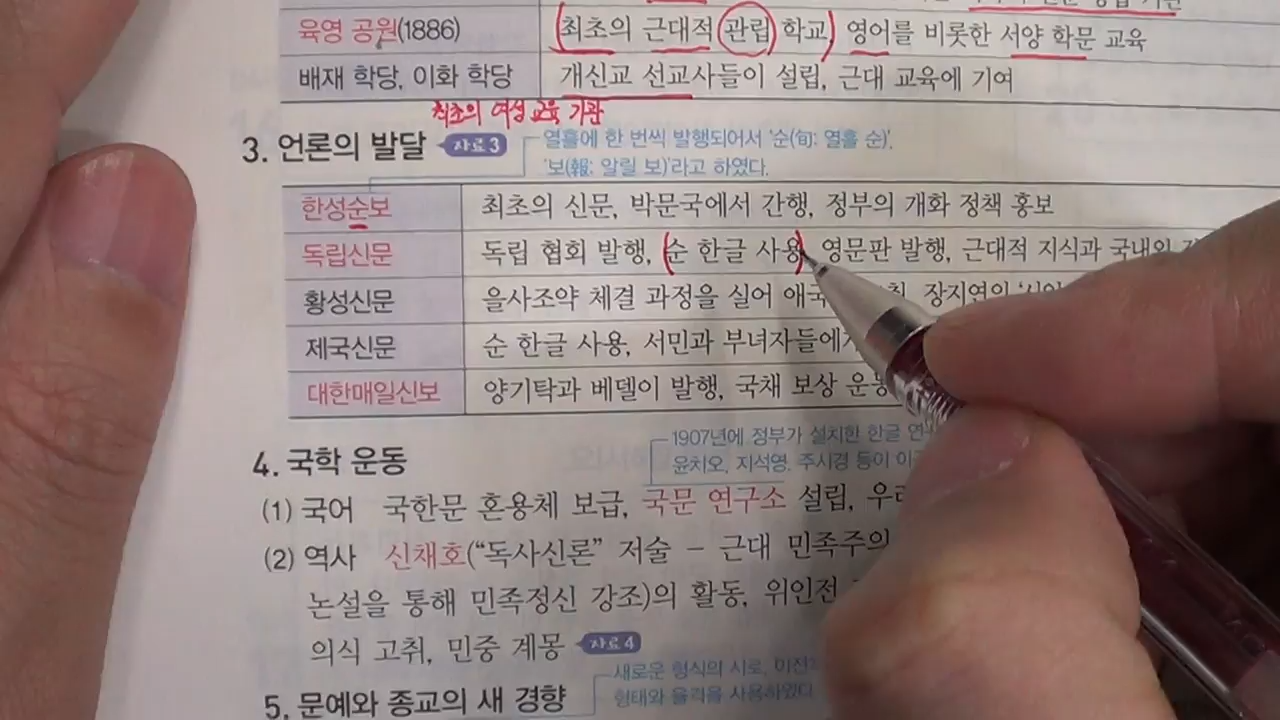 육영 공원(1886) 최초의 근대적 관립 학교 영어를 비롯한 서양 학문 교육
배재 학당, 이화 학당 개신교 선교사들이 설립, 근대 교육에 기여
최초의 여성 교육 기관
3. 언론의 발달 자료 3
열흘에 한 번씩 발행되어서 '순(旬: 열흘 순)',
'보(報: 알릴 보)'라고 하였다.
한성순보 최초의 신문, 박문국에서 간행, 정부의 개화 정책 홍보
독립신문 독립 협회 발행, 순 한글 사용, 영문판 발행, 근대적 지식과 국내외
황성신문 을사조약 체결 과정을 실어 장지연의
제국신문 순 한글 사용, 서민과 부녀자들에게
대한매일신보 양기탁과 베델이 발행, 국채 보상 운동
4. 국학 운동
1907년에 정부가 설치한 한글
윤치오, 지석영, 주시경 등이
(1) 국어 국한문 혼용체 보급, 국문 연구소 설립,
(2) 역사 신채호("독사신론" 저술 - 근대 민족주의
논설을 통해 민족정신 강조)의 활동, 위인전
의식 고취, 민중 계몽 자료 4
새로운 형식의 시로,
형태와 율격을 사용하였다
5. 문예와 종교의 새 경향